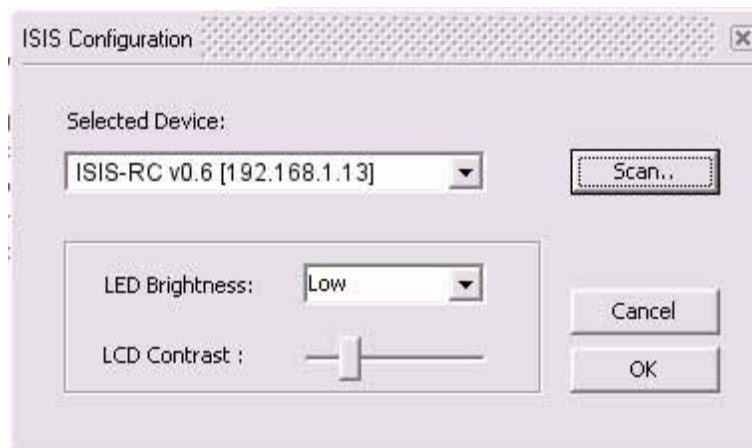 ISIS Configuration
Selected Device:
ISIS-RC v0.6 [192.168.1.13]
Scan..
LED Brightness:
Low
Cancel
LCD Contrast :
OK